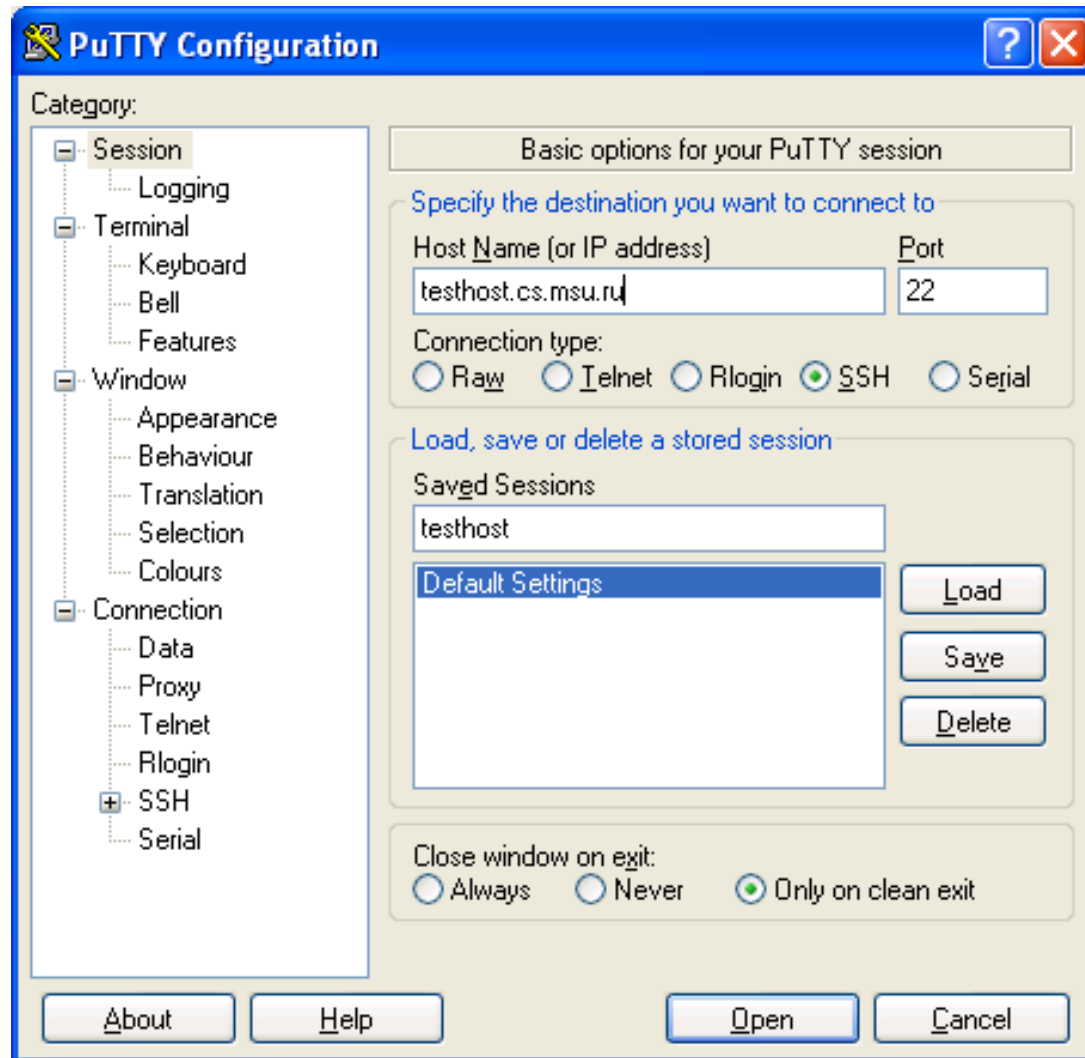 PuTTY Configuration
Category:
Session
Logging
Terminal
Keyboard
Bell
Features
Window
Appearance
Behaviour
Translation
Selection
Colours
Connection
Data
Proxy
Telnet
Rlogin
SSH
Serial
Basic options for your PuTTY session
Specify the destination you want to connect to
Host Name (or IP address) Port
testhost.cs.msu.ru 22
Connection type:
Raw Telnet Rlogin SSH Serial
Load, save or delete a stored session
Saved Sessions
testhost
Default Settings
Load
Save
Delete
Close window on exit:
Always Never Only on clean exit
About Help Open Cancel